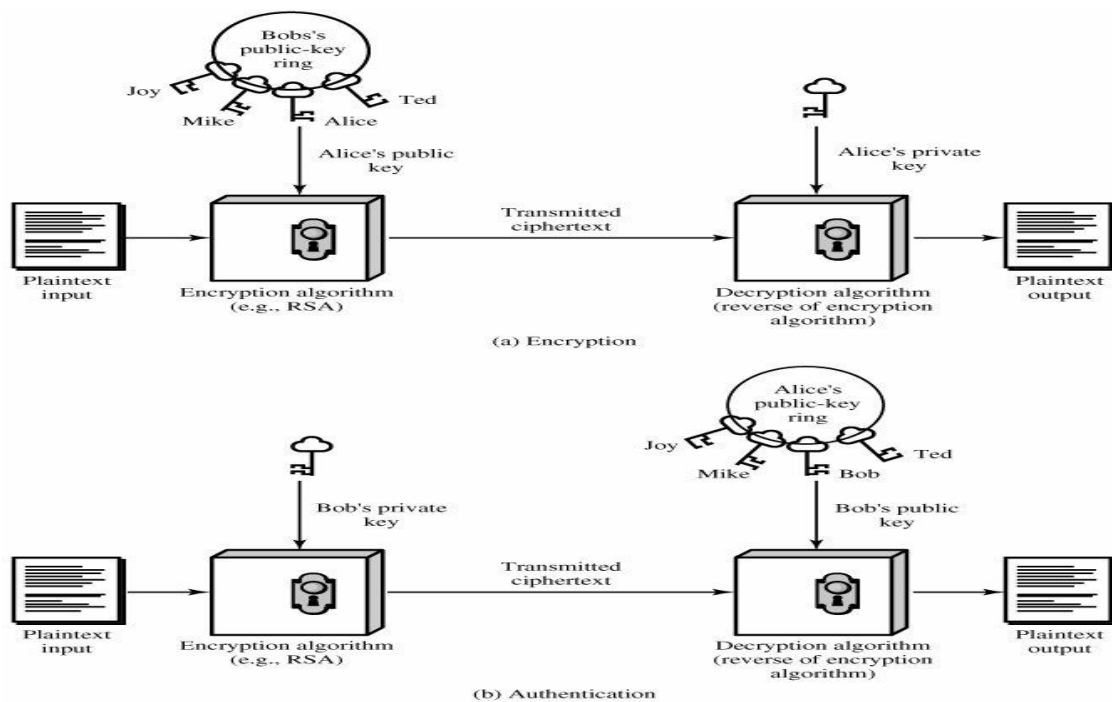 Bobs's
public-key
ring
Joy
Ted
Mike
Alice
Alice's public
key
Alice's private
key
Transmitted
ciphertext
Plaintext
input
Encryption algorithm
(e.g., RSA)
Decryption algorithm
(reverse of encryption
algorithm)
Plaintext
output
(a) Encryption
Alice's
public-key
ring
Joy
Ted
Mike
Bob
Bob's private
key
Bob's public
key
Transmitted
ciphertext
Plaintext
input
Encryption algorithm
(e.g., RSA)
Decryption algorithm
(reverse of encryption
algorithm)
Plaintext
output
(b) Authentication